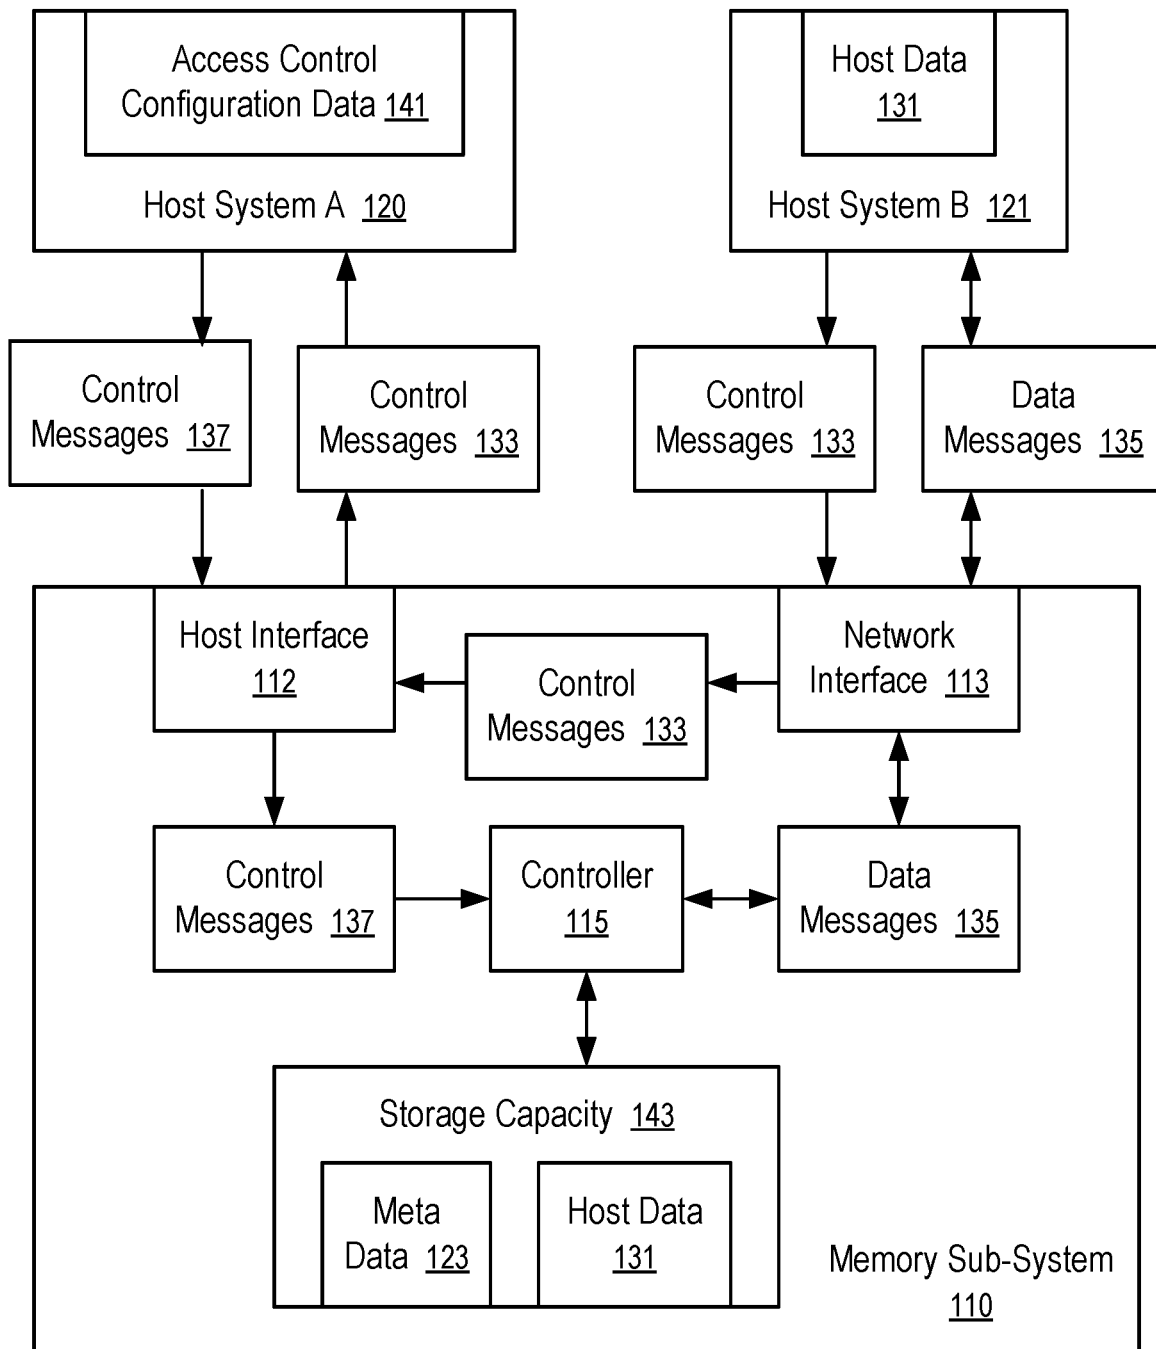 Access Control
Configuration Data 141
Host System A 120
Host Data
131
Host System B 121
Control
Messages 137
Control
Messages 133
Control
Messages 133
Data
Messages 135
Host Interface
112
Control
Messages 133
Network
Interface 113
Control
Messages 137
Controller
115
Data
Messages 135
Storage Capacity 143
Meta
Data 123
Host Data
131
Memory Sub-System
110